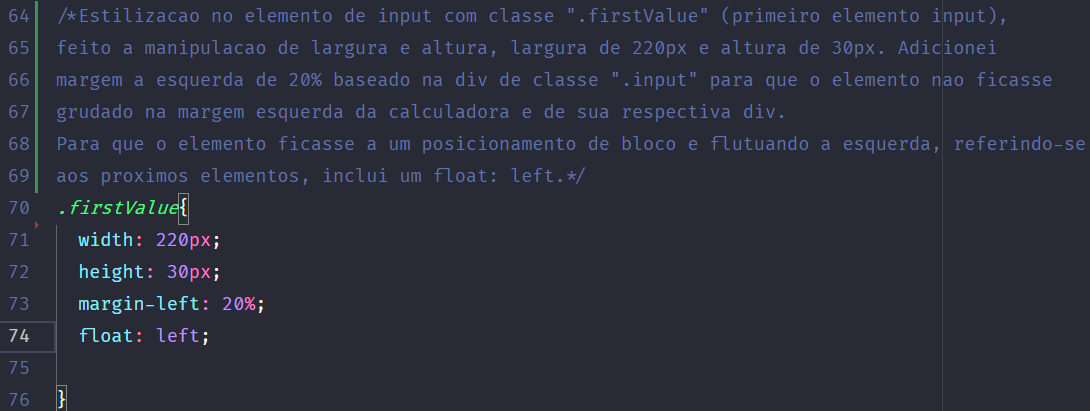 64 /*Estilizacao no elemento de input com classe ".firstValue" (primeiro elemento input),
65 feito a manipulacao de largura e altura, largura de 220px e altura de 30px. Adicionei
66 margem a esquerda de 20% baseado na div de classe ".input" para que o elemento nao ficasse
67 grudado na margem esquerda da calculadora e de sua respectiva div.
68 Para que o elemento ficasse a um posicionamento de bloco e flutuando a esquerda, referindo-se
69 aos proximos elementos, inclui um float: left.*/
70 .firstValue{
71 width: 220px;
72 height: 30px;
73 margin-left: 20%;
74 float: left;
75
76 }